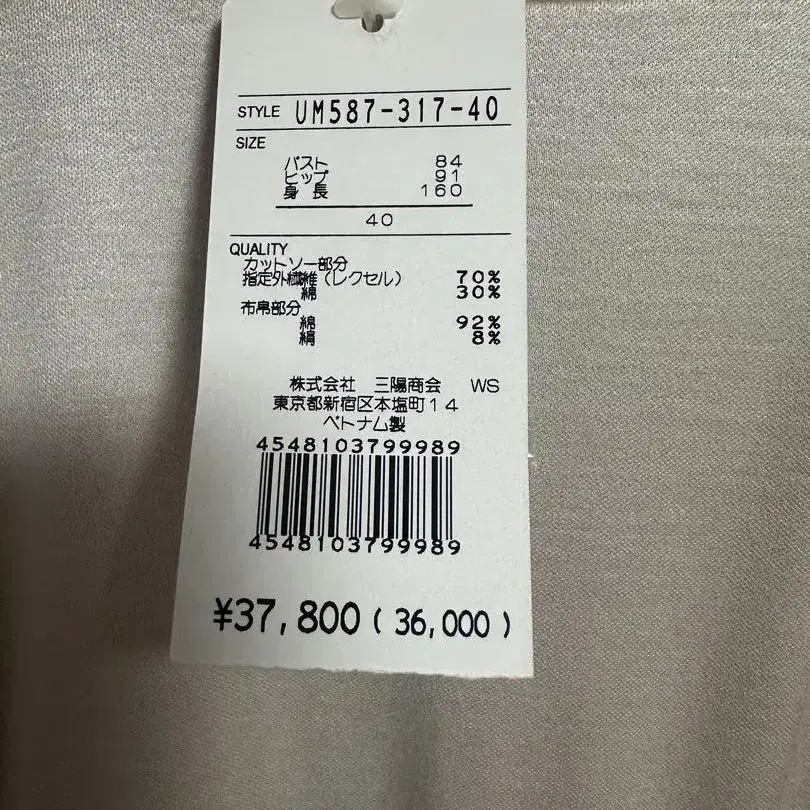 STYLE UM587-317-40
SIZE
バスト 84
ヒップ 91
身長 160
40
QUALITY
カットソー部分
指定外繊維(レクセル) 70%
綿 30%
布帛部分
綿 92%
絹 8%
株式会社 三陽商会 WS
東京都新宿区本塩町14
ベトナム製
4548103799989
4548103799989
¥37,800(36,000)